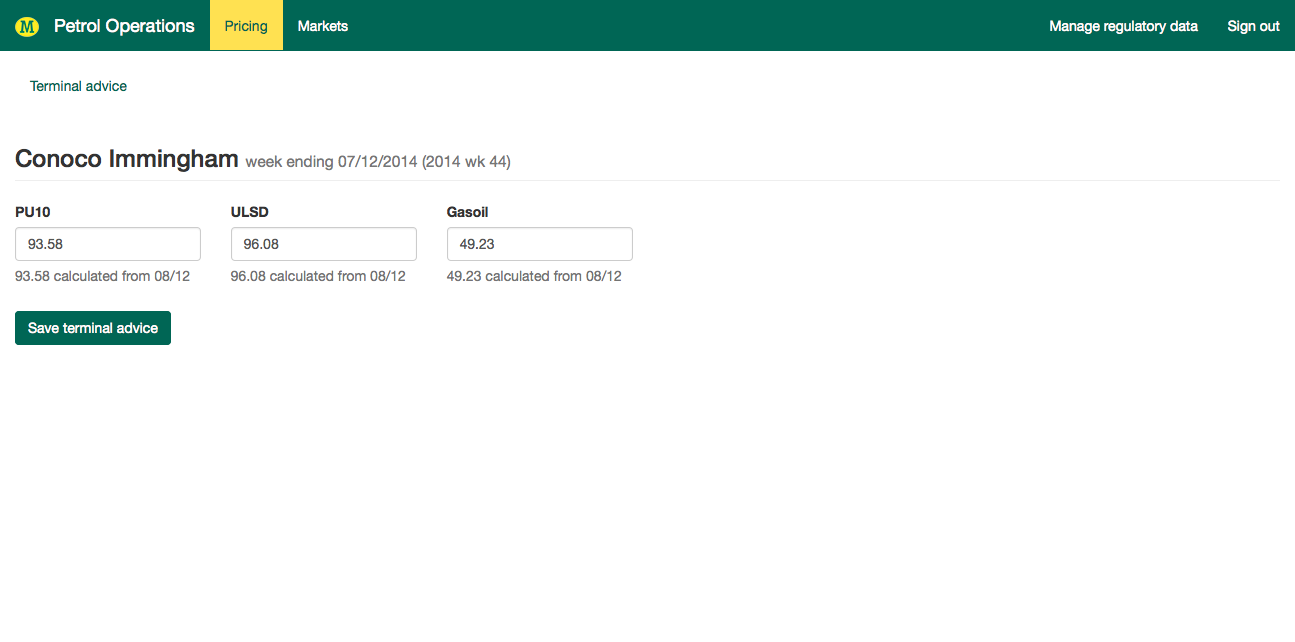 M Petrol Operations Pricing Markets Manage regulatory data Sign out
Terminal advice
Conoco Immingham week ending 07/12/2014 (2014 wk 44)
PU10 ULSD Gasoil
93.58 96.08 49.23
93.58 calculated from 08/12 96.08 calculated from 08/12 49.23 calculated from 08/12
Save terminal advice